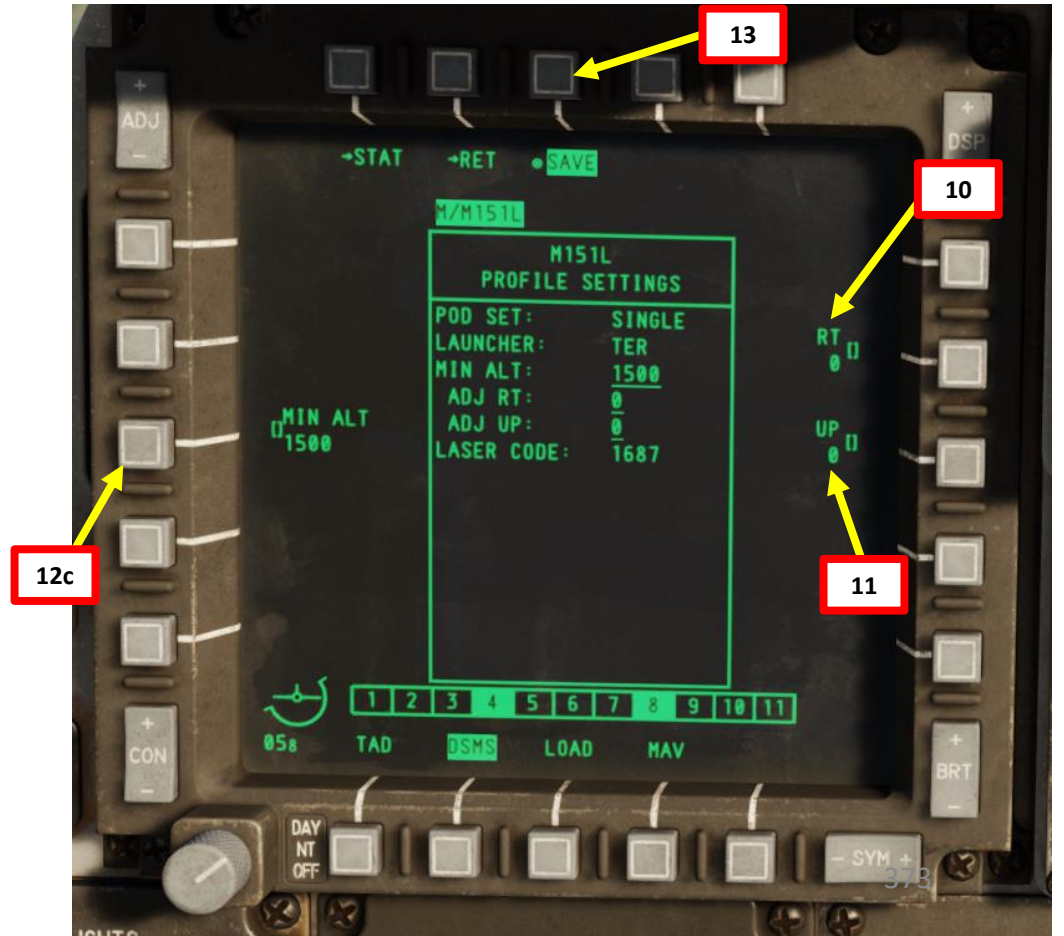 13
+
ADJ
-
+
DSP
→STAT →RET ●SAVE
10
M/M151L
M151L
PROFILE SETTINGS
POD SET: SINGLE
LAUNCHER: TER
MIN ALT: 1500
ADJ RT: 0
ADJ UP: 0
LASER CODE: 1687
RT
0 []
[] MIN ALT
1500
UP
0 []
12c
11
1 2 3 4 5 6 7 8 9 10 11
058
TAD DSMS LOAD MAV
+
CON
-
+
BRT
-
DAY
NT
OFF
- SYM +
373